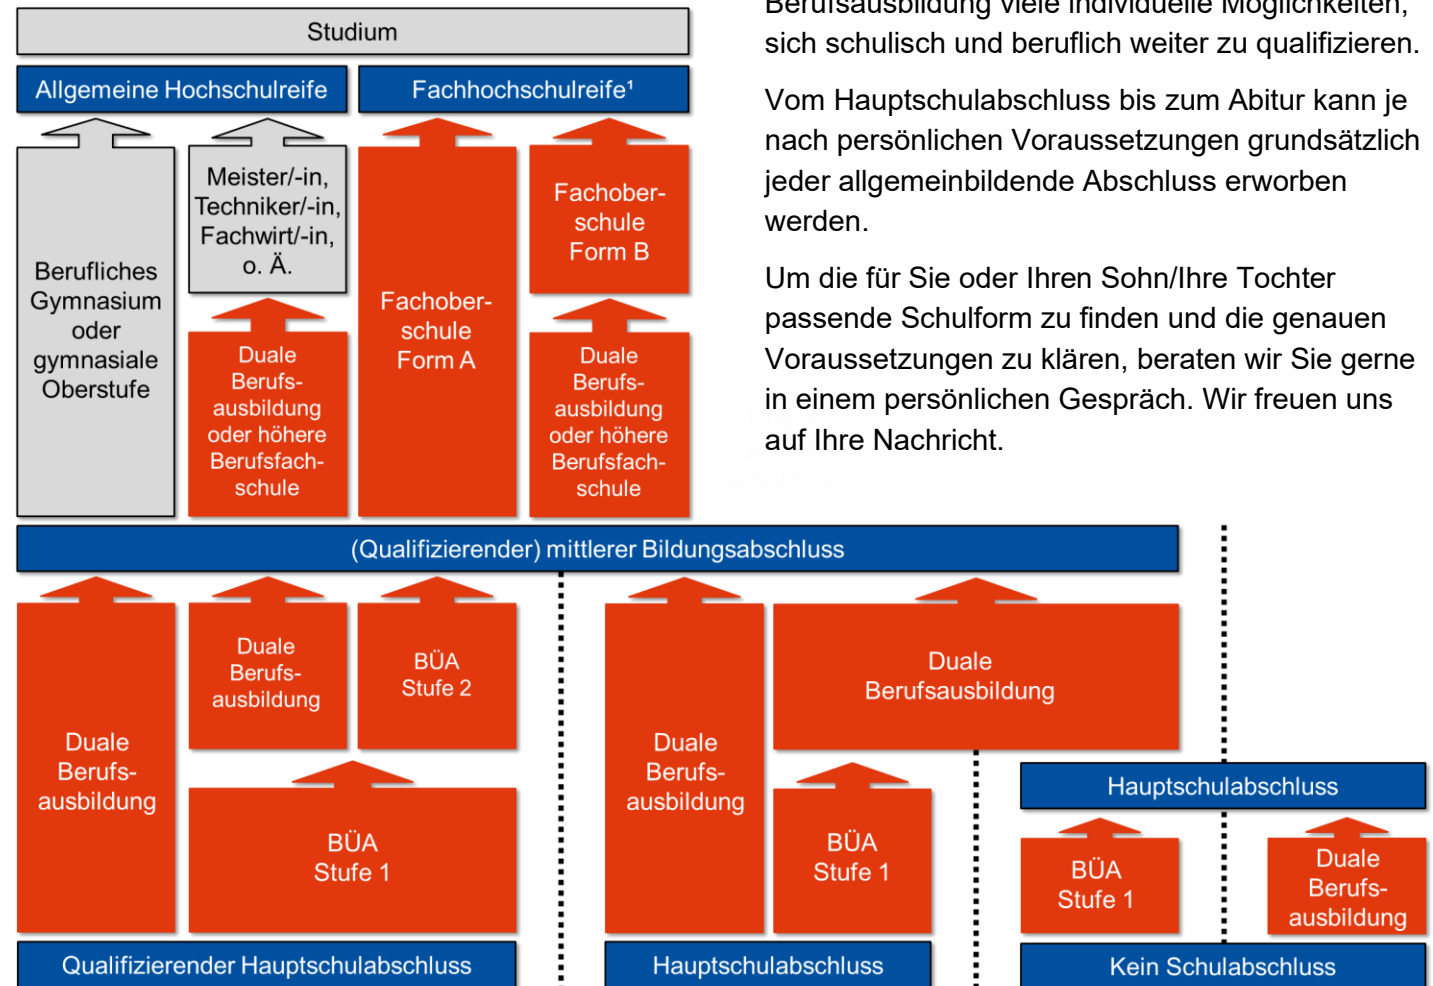 Studium
Allgemeine Hochschulreife
Fachhochschulreife¹
Berufliches
Gymnasium
oder
gymnasiale
Oberstufe
Meister/-in,
Techniker/-in,
Fachwirt/-in,
o. Ä.
Duale
Berufs-
ausbildung
oder höhere
Berufsfach-
schule
Fachober-
schule
Form A
Fachober-
schule
Form B
Duale
Berufs-
ausbildung
oder höhere
Berufsfach-
schule
Berufsausbildung viele individuelle Möglichkeiten,
sich schulisch und beruflich weiter zu qualifizieren.
Vom Hauptschulabschluss bis zum Abitur kann je
nach persönlichen Voraussetzungen grundsätzlich
jeder allgemeinbildende Abschluss erworben
werden.
Um die für Sie oder Ihren Sohn/Ihre Tochter
passende Schulform zu finden und die genauen
Voraussetzungen zu klären, beraten wir Sie gerne
in einem persönlichen Gespräch. Wir freuen uns
auf Ihre Nachricht.
(Qualifizierender) mittlerer Bildungsabschluss
Duale
Berufs-
ausbildung
Duale
Berufs-
ausbildung
BÜA
Stufe 2
BÜA
Stufe 1
Duale
Berufs-
ausbildung
Duale
Berufsausbildung
BÜA
Stufe 1
Hauptschulabschluss
BÜA
Stufe 1
Duale
Berufs-
ausbildung
Qualifizierender Hauptschulabschluss
Hauptschulabschluss
Kein Schulabschluss